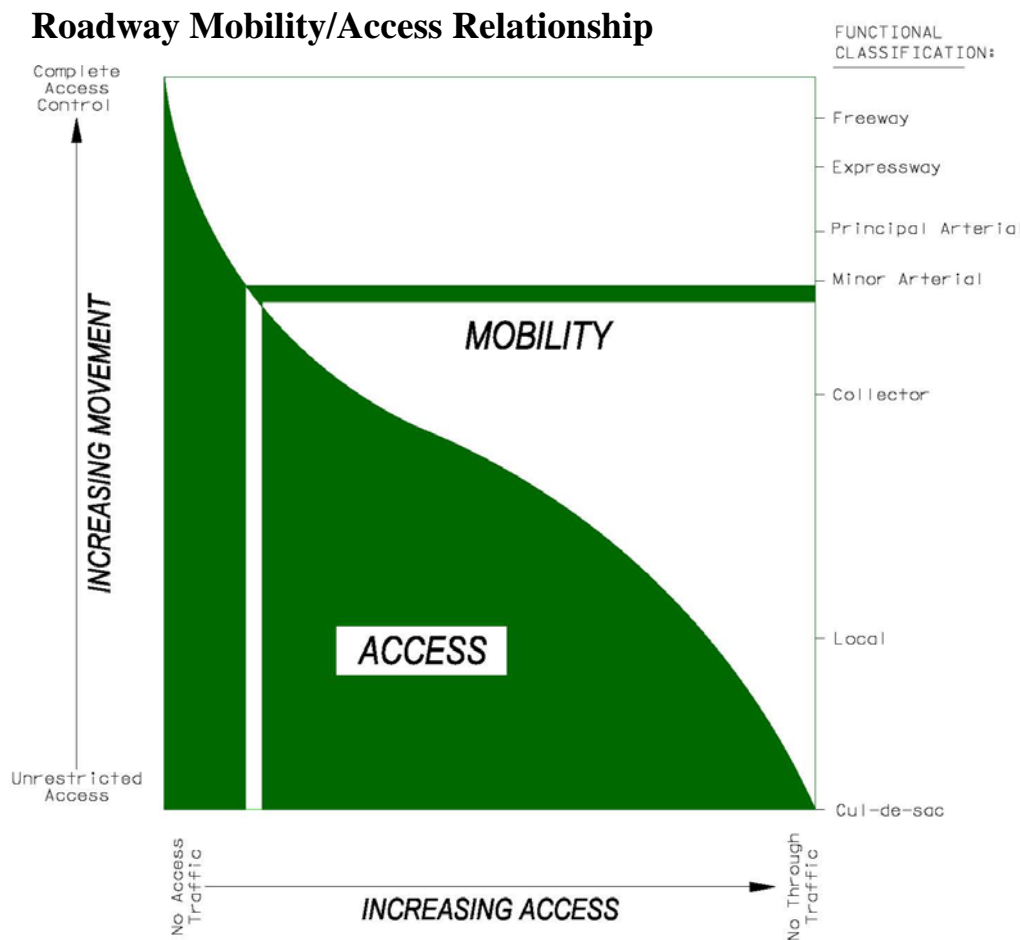 Roadway Mobility/Access Relationship
FUNCTIONAL
CLASSIFICATION:
Complete
Access
Control
Freeway
Expressway
Principal Arterial
Minor Arterial
INCREASING MOVEMENT
MOBILITY
Collector
ACCESS
Local
Unrestricted
Access
Cul-de-sac
No Access
Traffic
INCREASING ACCESS
No Through
Traffic